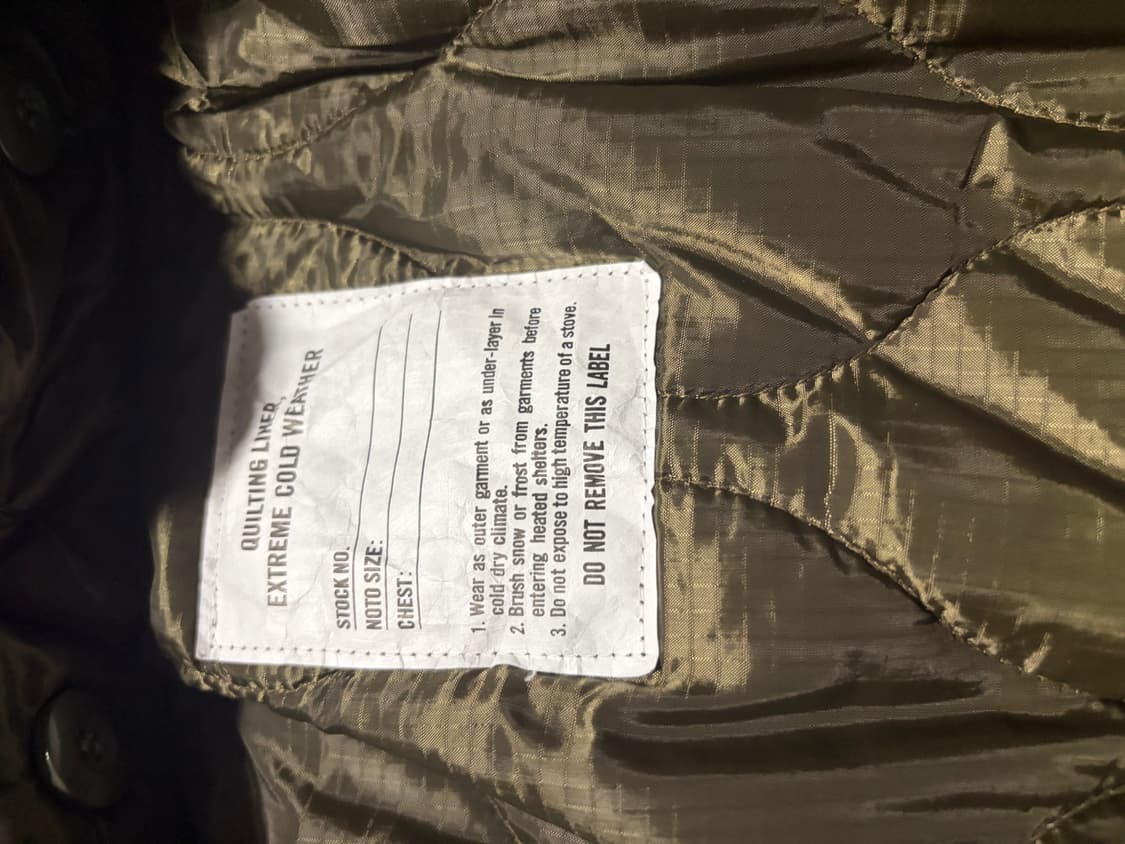 QUILTING LINER,
EXTREME COLD WEATHER
STOCK NO.
NOTO SIZE:
CHEST:
1. Wear as outer garment or as under-layer in
cold dry climate.
2. Brush snow or frost from garments before
entering heated shelters.
3. Do not expose to high temperature of a stove.
DO NOT REMOVE THIS LABEL